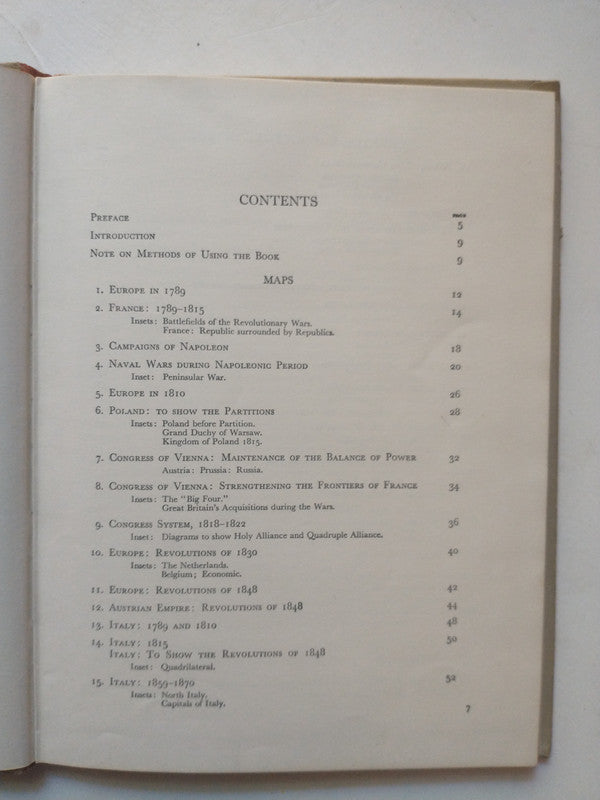 CONTENTS
PAGE
PREFACE 5
INTRODUCTION 9
NOTE ON METHODS OF USING THE BOOK 9
MAPS
1. EUROPE IN 1789 12
2. FRANCE: 1789–1815 14
Insets: Battlefields of the Revolutionary Wars.
France: Republic surrounded by Republics.
3. CAMPAIGNS OF NAPOLEON 18
4. NAVAL WARS DURING NAPOLEONIC PERIOD 20
Inset: Peninsular War.
5. EUROPE IN 1810 26
6. POLAND: TO SHOW THE PARTITIONS 28
Insets: Poland before Partition.
Grand Duchy of Warsaw.
Kingdom of Poland 1815.
7. CONGRESS OF VIENNA: MAINTENANCE OF THE BALANCE OF POWER 32
Austria: Prussia: Russia.
8. CONGRESS OF VIENNA: STRENGTHENING THE FRONTIERS OF FRANCE 34
Insets: The "Big Four."
Great Britain's Acquisitions during the Wars.
9. CONGRESS SYSTEM, 1818–1822 36
Inset: Diagrams to show Holy Alliance and Quadruple Alliance.
10. EUROPE: REVOLUTIONS OF 1830 40
Insets: The Netherlands.
Belgium; Economic.
11. EUROPE: REVOLUTIONS OF 1848 42
12. AUSTRIAN EMPIRE: REVOLUTIONS OF 1848 44
13. ITALY: 1789 AND 1810 48
14. ITALY: 1815 50
ITALY: TO SHOW THE REVOLUTIONS OF 1848
Inset: Quadrilateral.
15. ITALY: 1859–1870 52
Insets: North Italy.
Capitals of Italy.
7